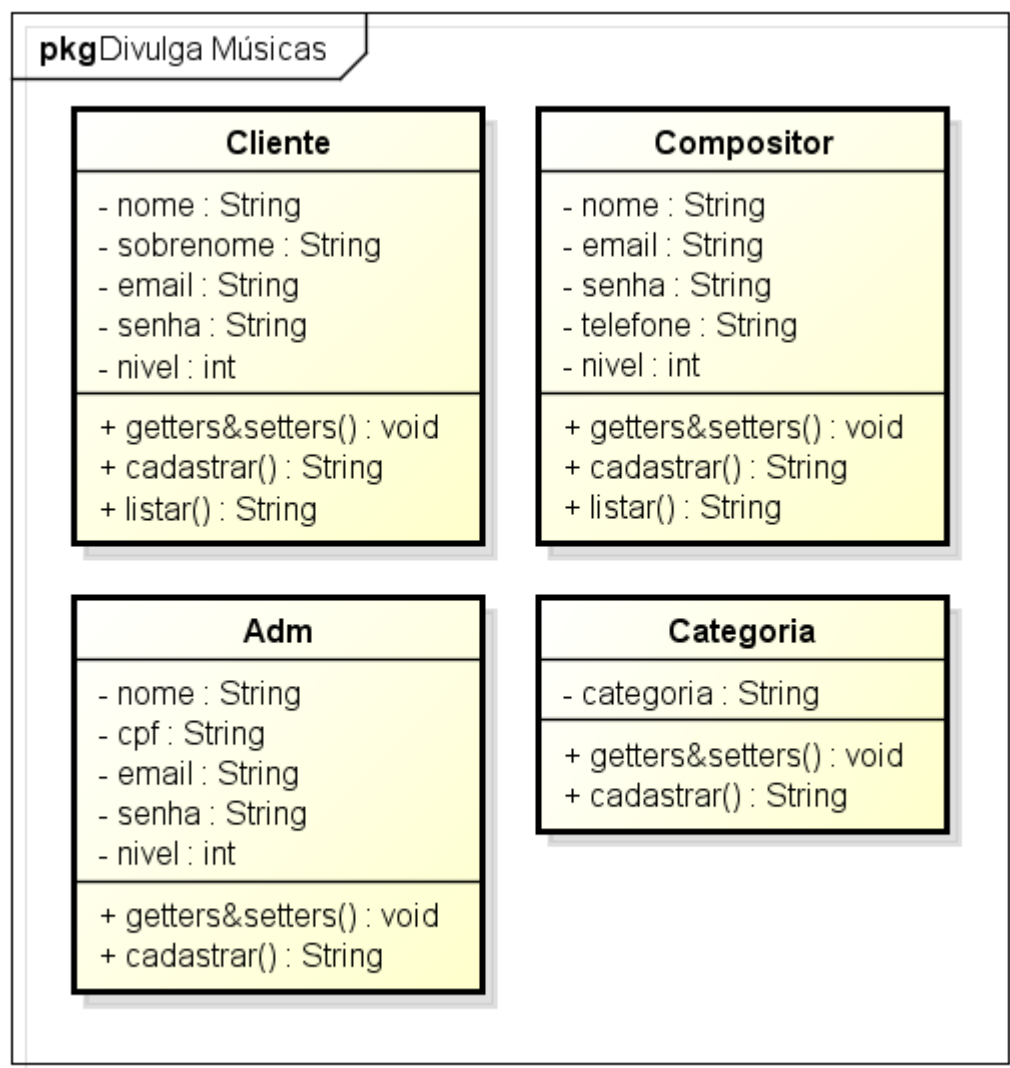 pkgDivulga Músicas
Cliente
- nome : String
- sobrenome : String
- email : String
- senha : String
- nivel : int
+ getters&setters() : void
+ cadastrar() : String
+ listar() : String
Compositor
- nome : String
- email : String
- senha : String
- telefone : String
- nivel : int
+ getters&setters() : void
+ cadastrar() : String
+ listar() : String
Adm
- nome : String
- cpf : String
- email : String
- senha : String
- nivel : int
+ getters&setters() : void
+ cadastrar() : String
Categoria
- categoria : String
+ getters&setters() : void
+ cadastrar() : String